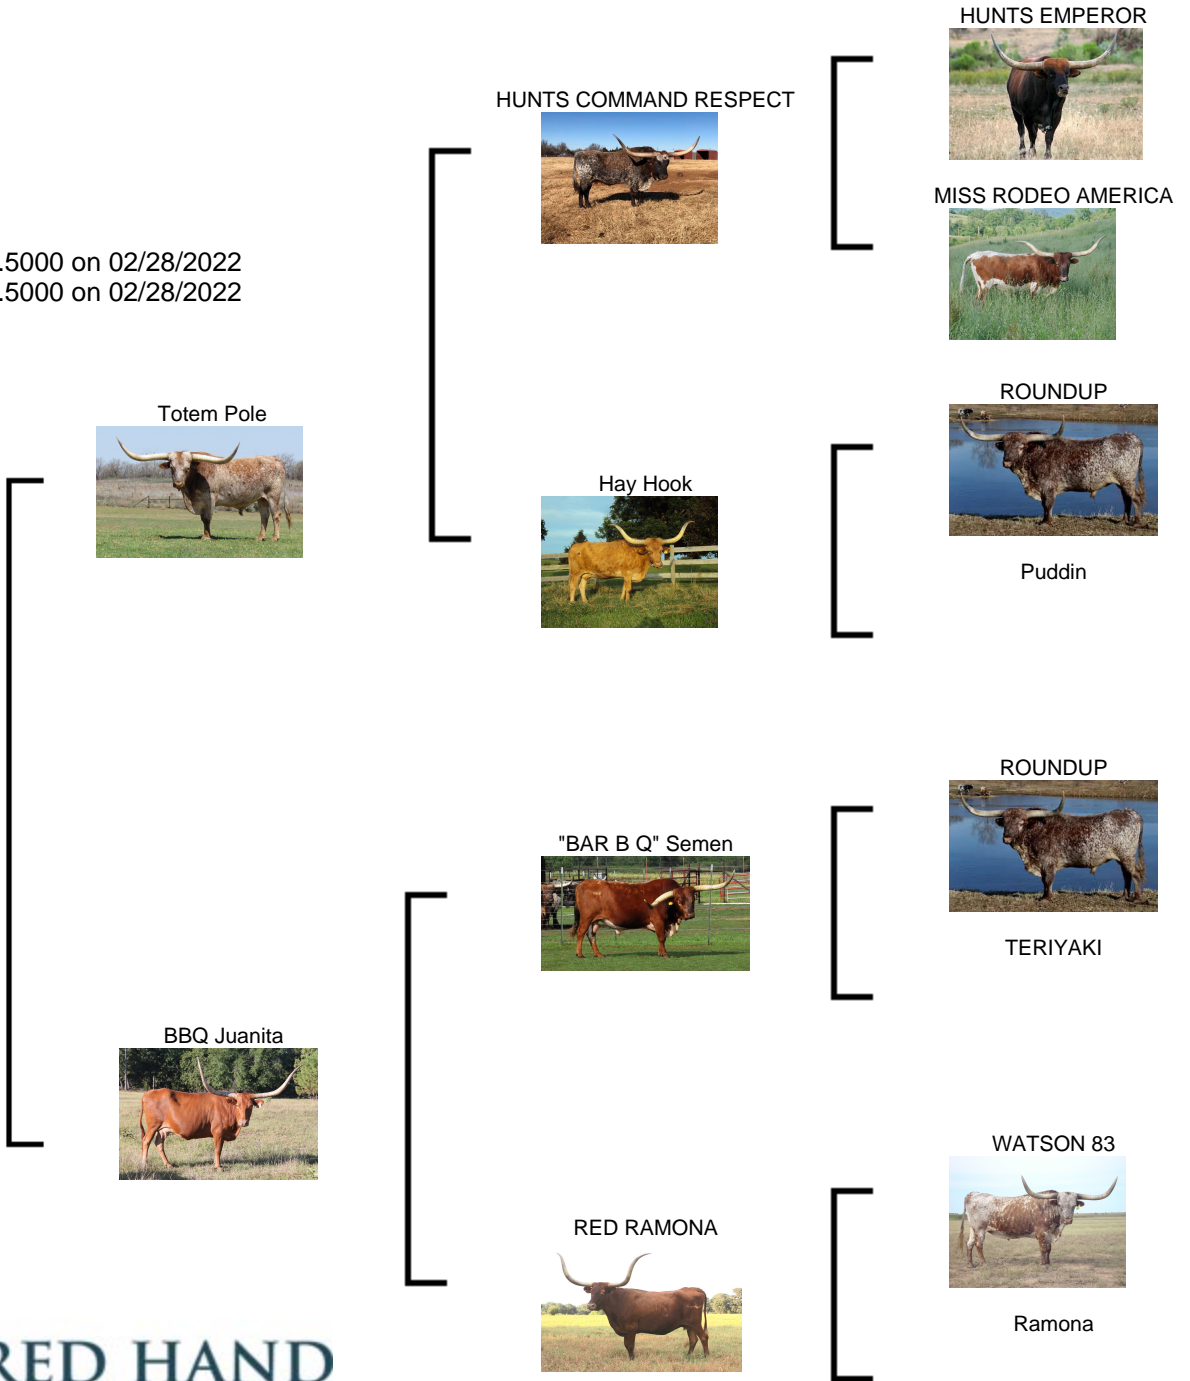 HUNTS EMPEROR
HUNTS COMMAND RESPECT
MISS RODEO AMERICA
.5000 on 02/28/2022
.5000 on 02/28/2022
ROUNDUP
Totem Pole
Hay Hook
Puddin
ROUNDUP
"BAR B Q" Semen
TERIYAKI
BBQ Juanita
WATSON 83
RED RAMONA
Ramona
RED HAND